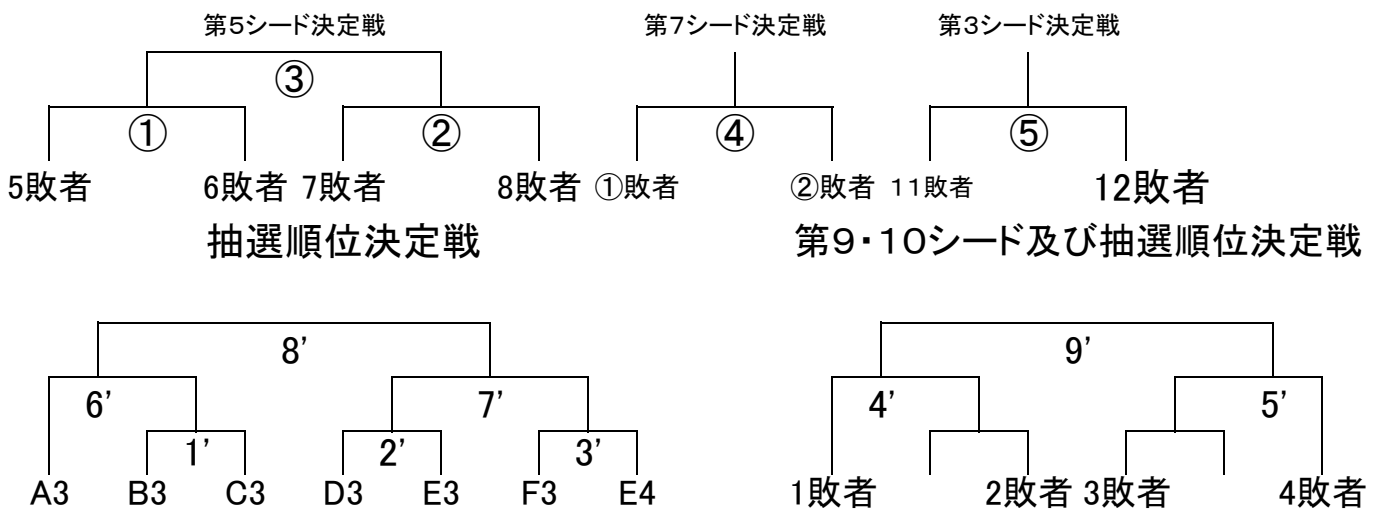 第５シード決定戦 第７シード決定戦 第３シード決定戦
③
① ② ④ ⑤
5敗者 6敗者 7敗者 8敗者 ①敗者 ②敗者 １１敗者 12敗者
抽選順位決定戦 第９・１０シード及び抽選順位決定戦
8’ 9’
6’ 7’ 4’ 5’
1’ 2’ 3’
A3 B3 C3 D3 E3 F3 E4 1敗者 2敗者 3敗者 4敗者